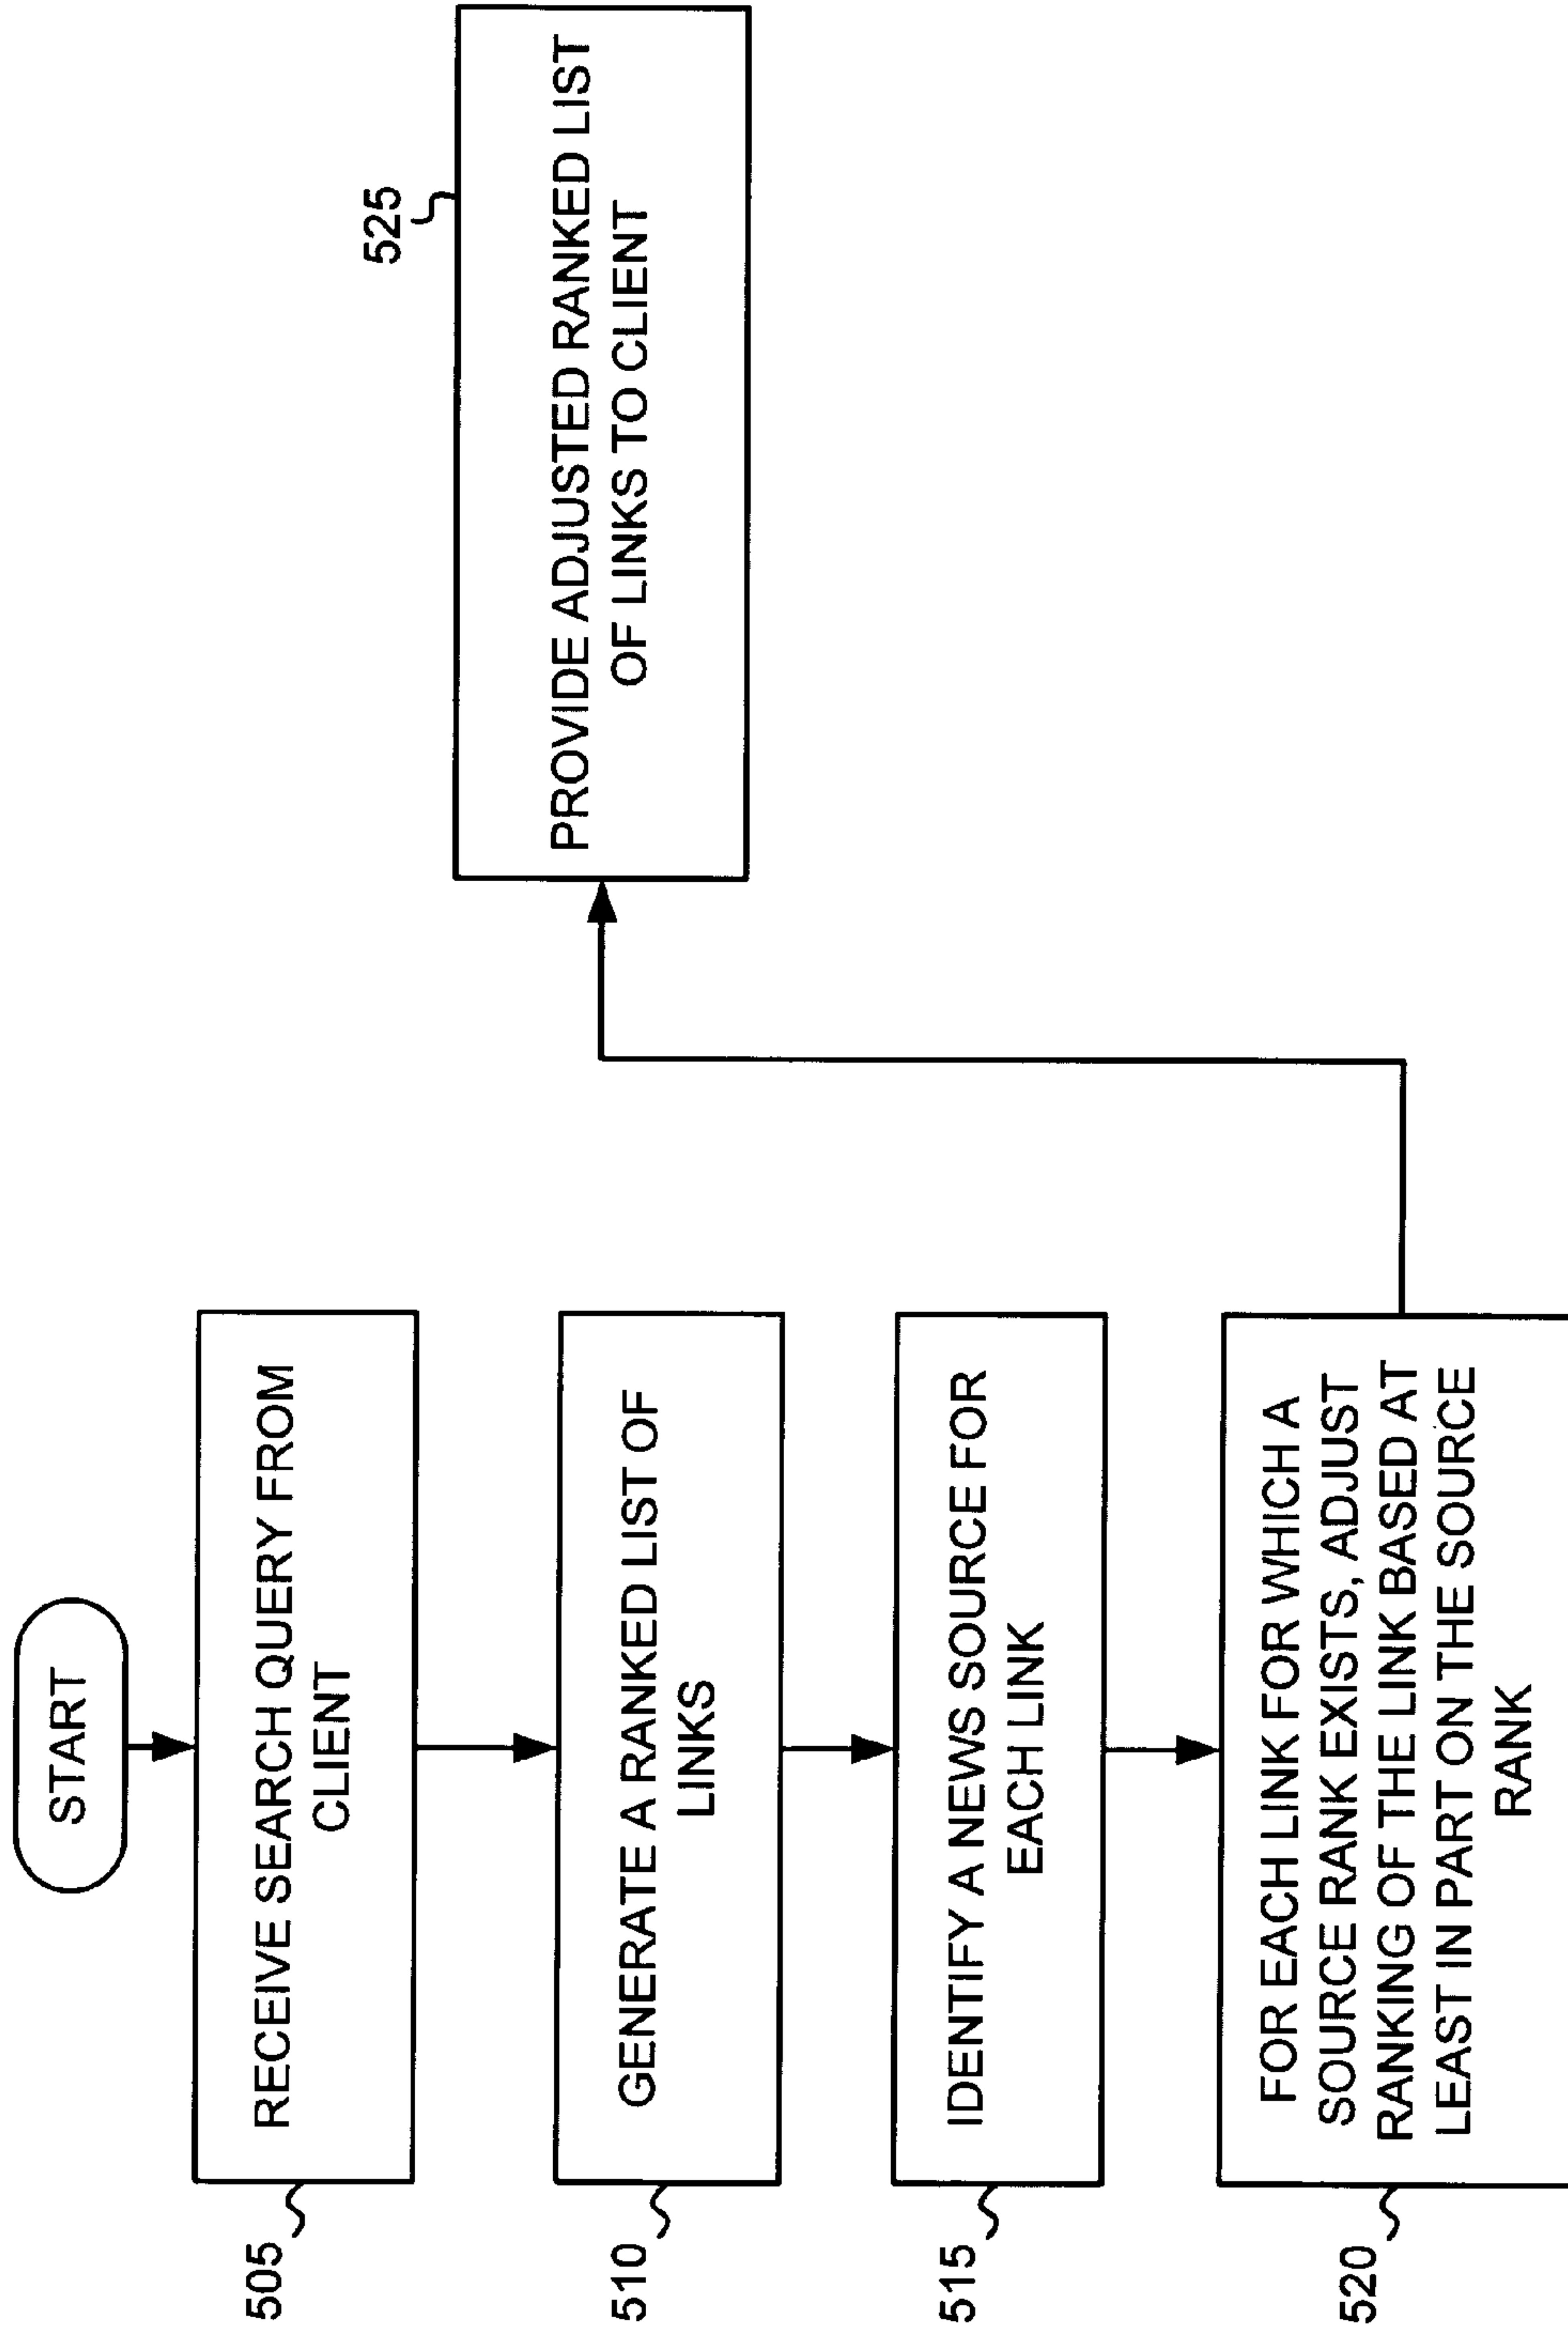 START
505
RECEIVE SEARCH QUERY FROM
CLIENT
510
GENERATE A RANKED LIST OF
LINKS
515
IDENTIFY A NEWS SOURCE FOR
EACH LINK
520
FOR EACH LINK FOR WHICH A
SOURCE RANK EXISTS, ADJUST
RANKING OF THE LINK BASED AT
LEAST IN PART ON THE SOURCE
RANK
525
PROVIDE ADJUSTED RANKED LIST
OF LINKS TO CLIENT